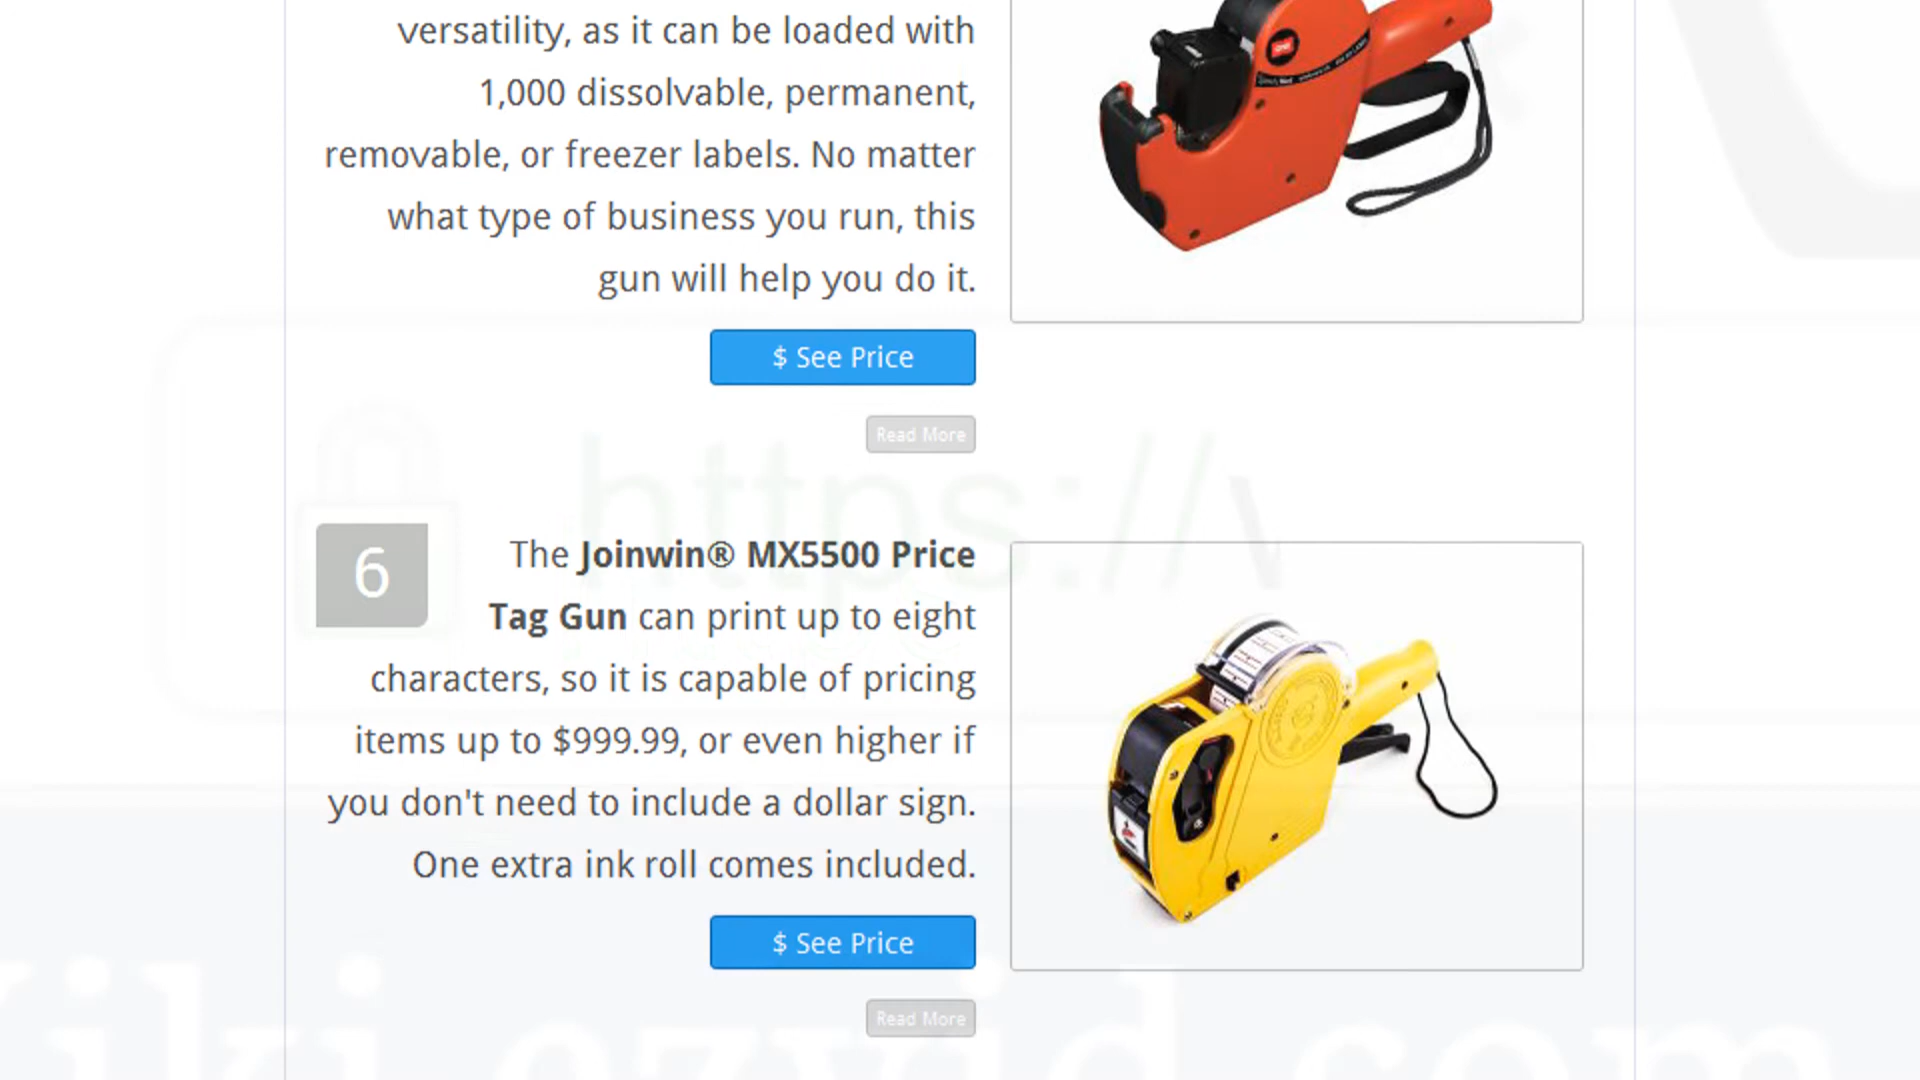 versatility, as it can be loaded with
1,000 dissolvable, permanent,
removable, or freezer labels. No matter
what type of business you run, this
gun will help you do it.
$ See Price
Read More
https://w
6
The Joinwin® MX5500 Price
Tag Gun can print up to eight
characters, so it is capable of pricing
items up to $999.99, or even higher if
you don't need to include a dollar sign.
One extra ink roll comes included.
$ See Price
Read More
Wiki.ezvid.com